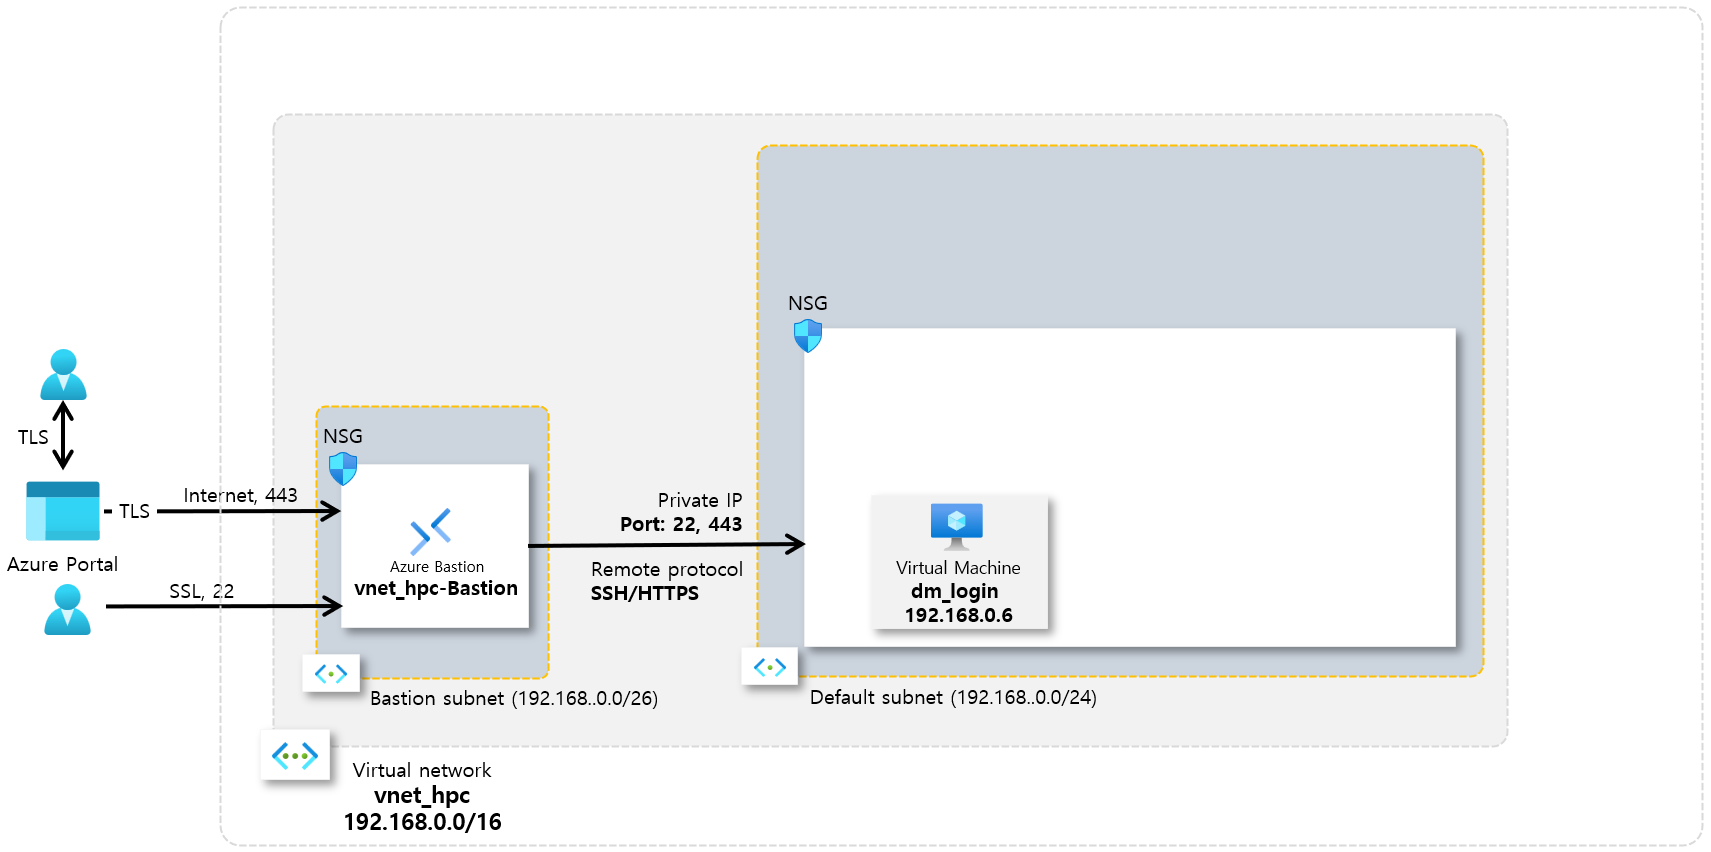 NSG
TLS
NSG
Internet, 443
TLS
Azure Portal
SSL, 22
Azure Bastion
vnet_hpc-Bastion
Private IP
Port: 22, 443
Remote protocol
SSH/HTTPS
Virtual Machine
dm_login
192.168.0.6
Bastion subnet (192.168..0.0/26)
Default subnet (192.168..0.0/24)
Virtual network
vnet_hpc
192.168.0.0/16